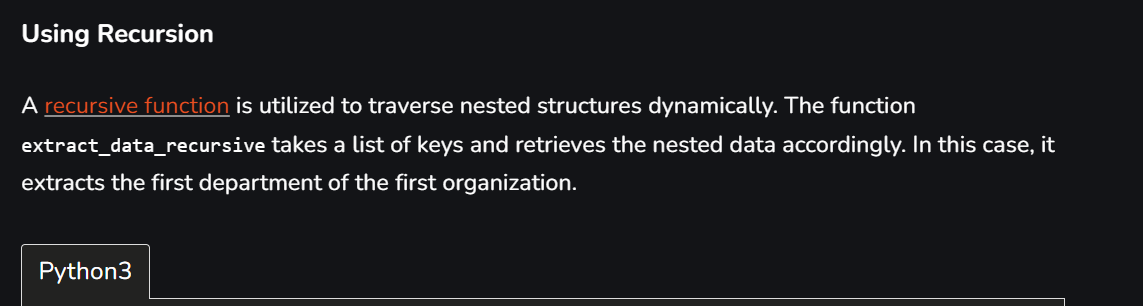 Using Recursion
A recursive function is utilized to traverse nested structures dynamically. The function
extract_data_recursive takes a list of keys and retrieves the nested data accordingly. In this case, it
extracts the first department of the first organization.
Python3